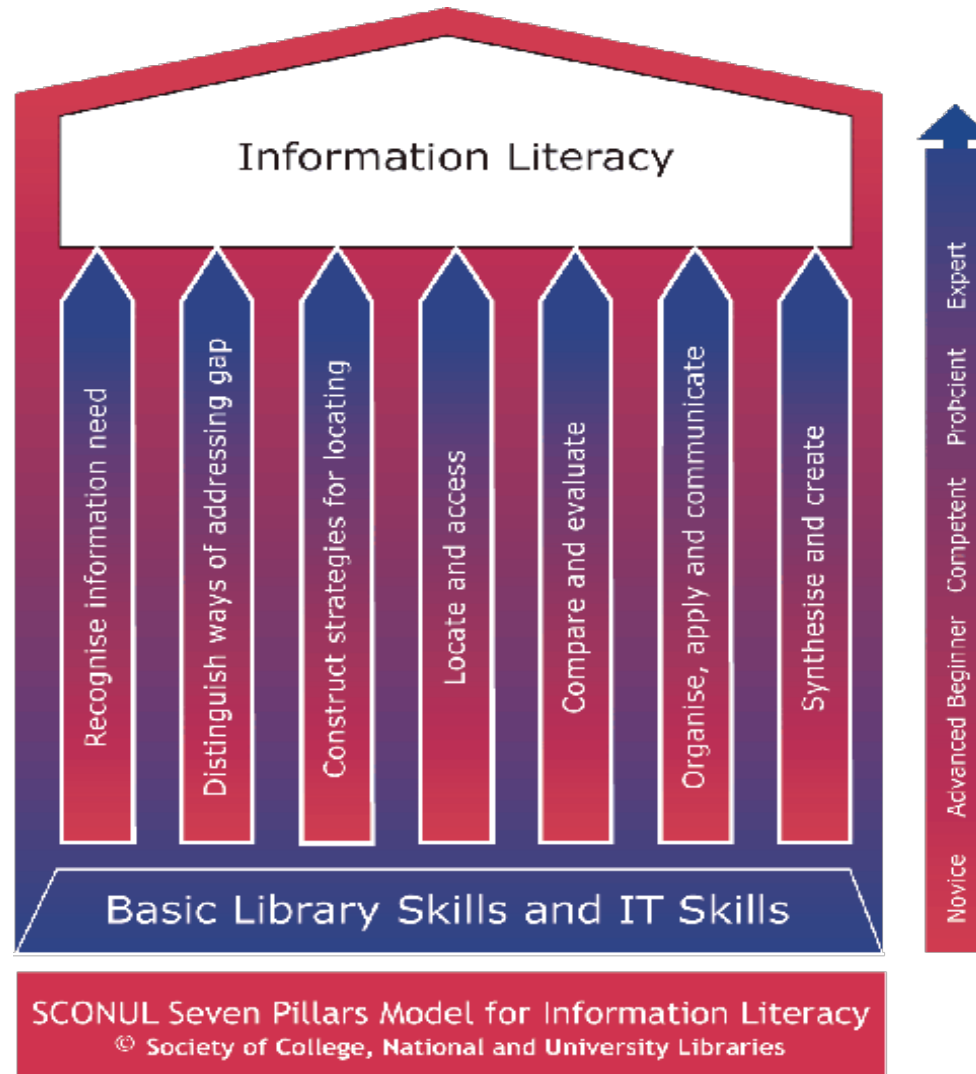 Information Literacy
Recognise information need
Distinguish ways of addressing gap
Construct strategies for locating
Locate and access
Compare and evaluate
Organise, apply and communicate
Synthesise and create
Basic Library Skills and IT Skills
SCONUL Seven Pillars Model for Information Literacy
© Society of College, National and University Libraries
Novice Advanced Beginner Competent Proficient Expert